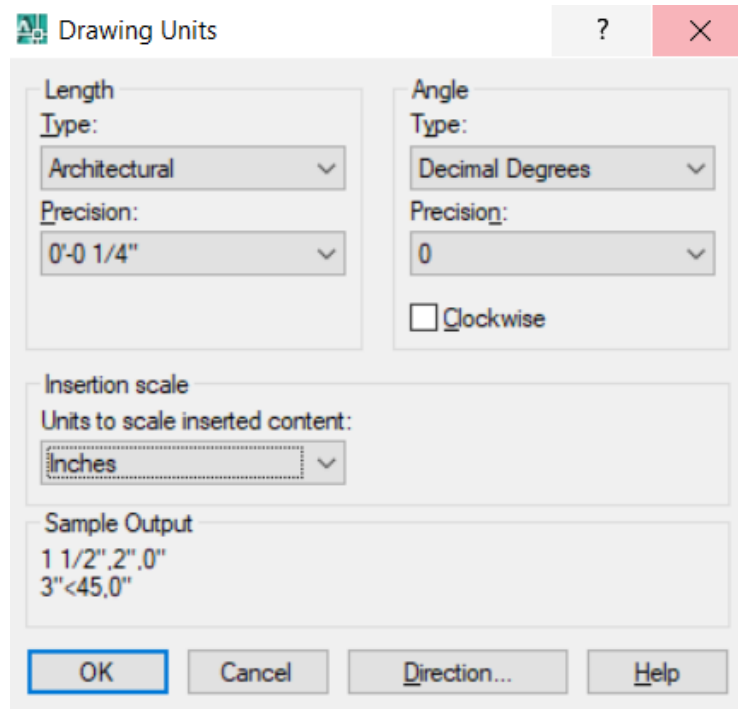 Drawing Units
?
Length
Type:
Architectural
Precision:
0'-0 1/4"
Angle
Type:
Decimal Degrees
Precision:
0
Clockwise
Insertion scale
Units to scale inserted content:
Inches
Sample Output
1 1/2",2",0"
3"<45,0"
OK Cancel Direction... Help